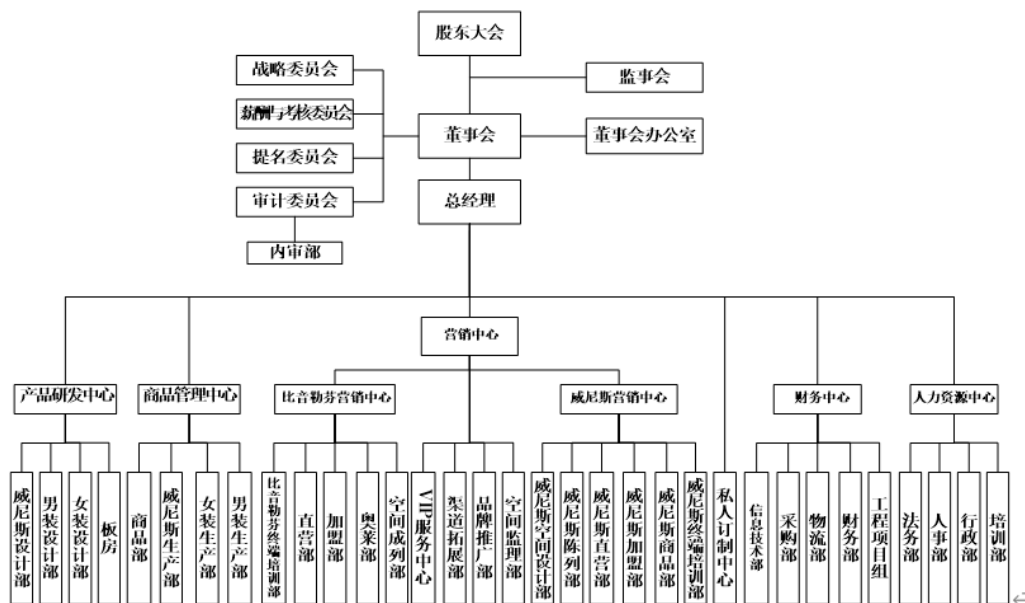 股东大会
战略委员会
监事会
薪酬与考核委员会
董事会
董事会办公室
提名委员会
审计委员会
总经理
内审部
营销中心
产品研发中心
商品管理中心
比音勒芬营销中心
威尼斯营销中心
财务中心
人力资源中心
威尼斯设计部
男装设计部
女装设计部
板房
商品部
威尼斯生产部
女装生产部
男装生产部
比音勒芬终端培训部
直营部
加盟部
奥莱部
空间成列部
VIP服务中心
渠道拓展部
品牌推广部
空间监理部
威尼斯空间设计部
威尼斯陈列部
威尼斯直营部
威尼斯加盟部
威尼斯商品部
威尼斯终端培训部
私人订制中心
信息技术部
采购部
物流部
财务部
工程项目组
法务部
人事部
行政部
培训部